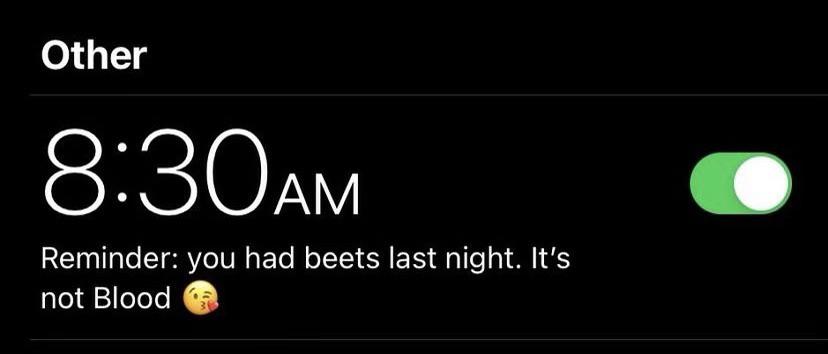 Other
8:30AM
Reminder: you had beets last night. It’s
not Blood 😘